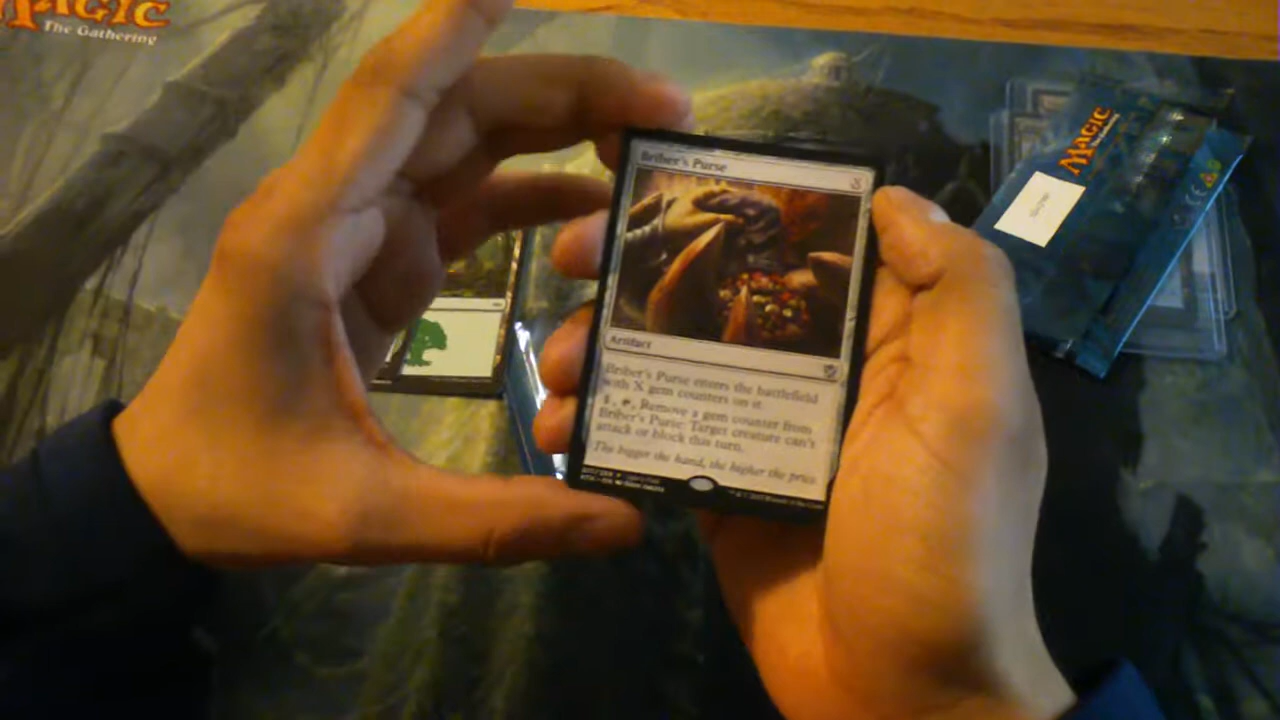 MAGIC
The Gathering
MAGIC
Briber's Purse
X
Artifact
Briber's Purse enters the battlefield
with X gem counters on it.
1, T, Remove a gem counter from
Briber's Purse: Target creature can't
attack or block this turn.
The bigger the hand, the higher the price.